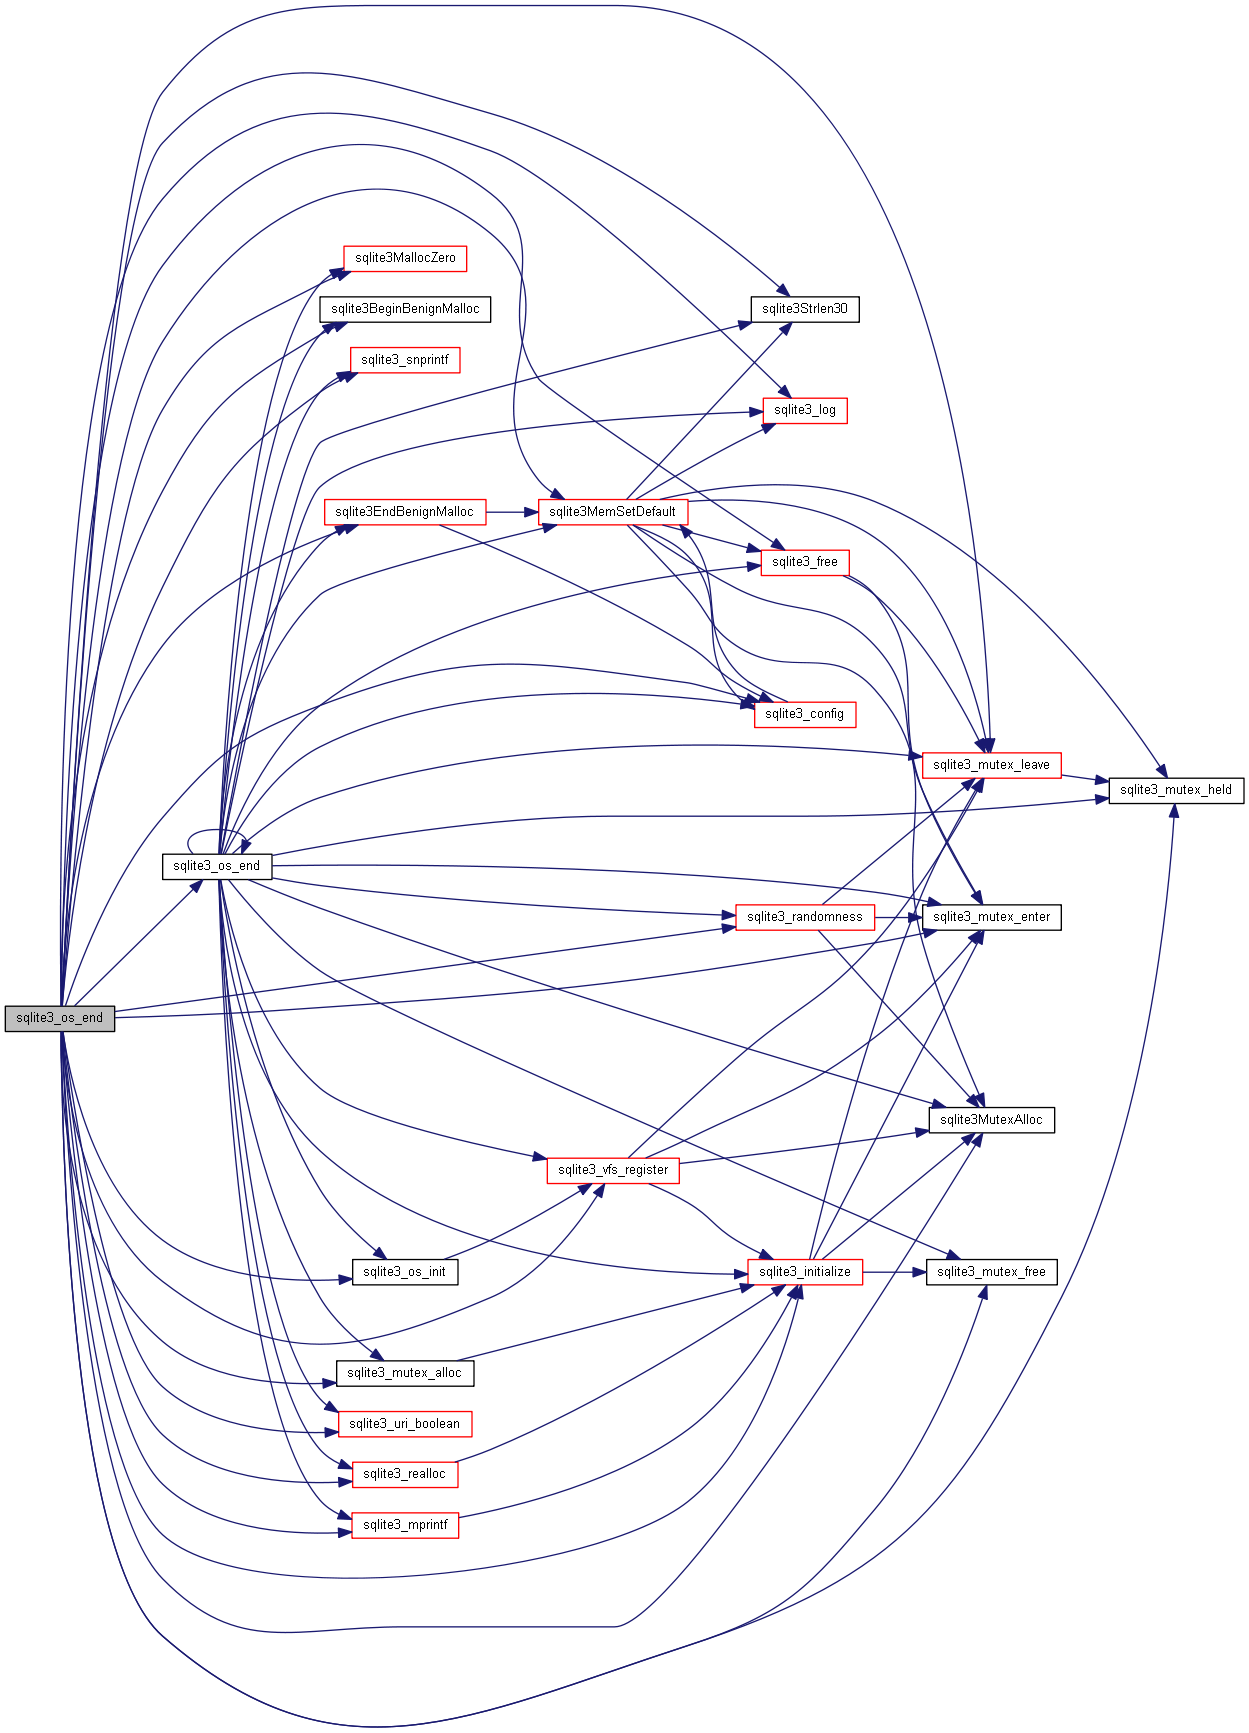 sqlite3MallocZero
sqlite3BeginBenignMalloc
sqlite3Strlen30
sqlite3_snprintf
sqlite3_log
sqlite3EndBenignMalloc
sqlite3MemSetDefault
sqlite3_free
sqlite3_config
sqlite3_mutex_leave
sqlite3_mutex_held
sqlite3_os_end
sqlite3_randomness
sqlite3_mutex_enter
sqlite3_os_end
sqlite3MutexAlloc
sqlite3_vfs_register
sqlite3_os_init
sqlite3_initialize
sqlite3_mutex_free
sqlite3_mutex_alloc
sqlite3_uri_boolean
sqlite3_realloc
sqlite3_mprintf